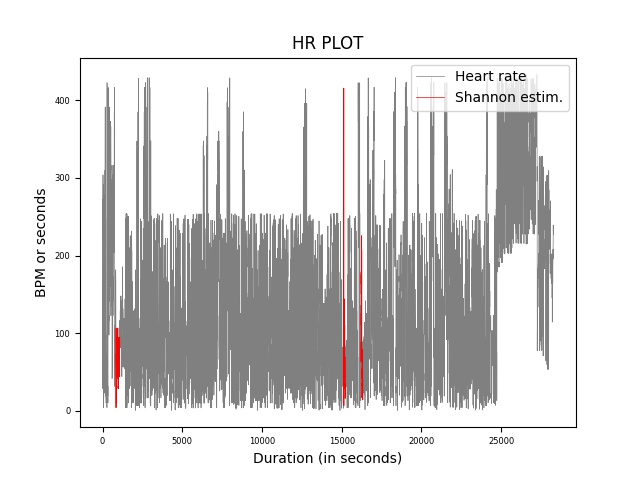 HR PLOT
Heart rate
Shannon estim.
BPM or seconds
400
300
200
100
0
0 5000 10000 15000 20000 25000
Duration (in seconds)